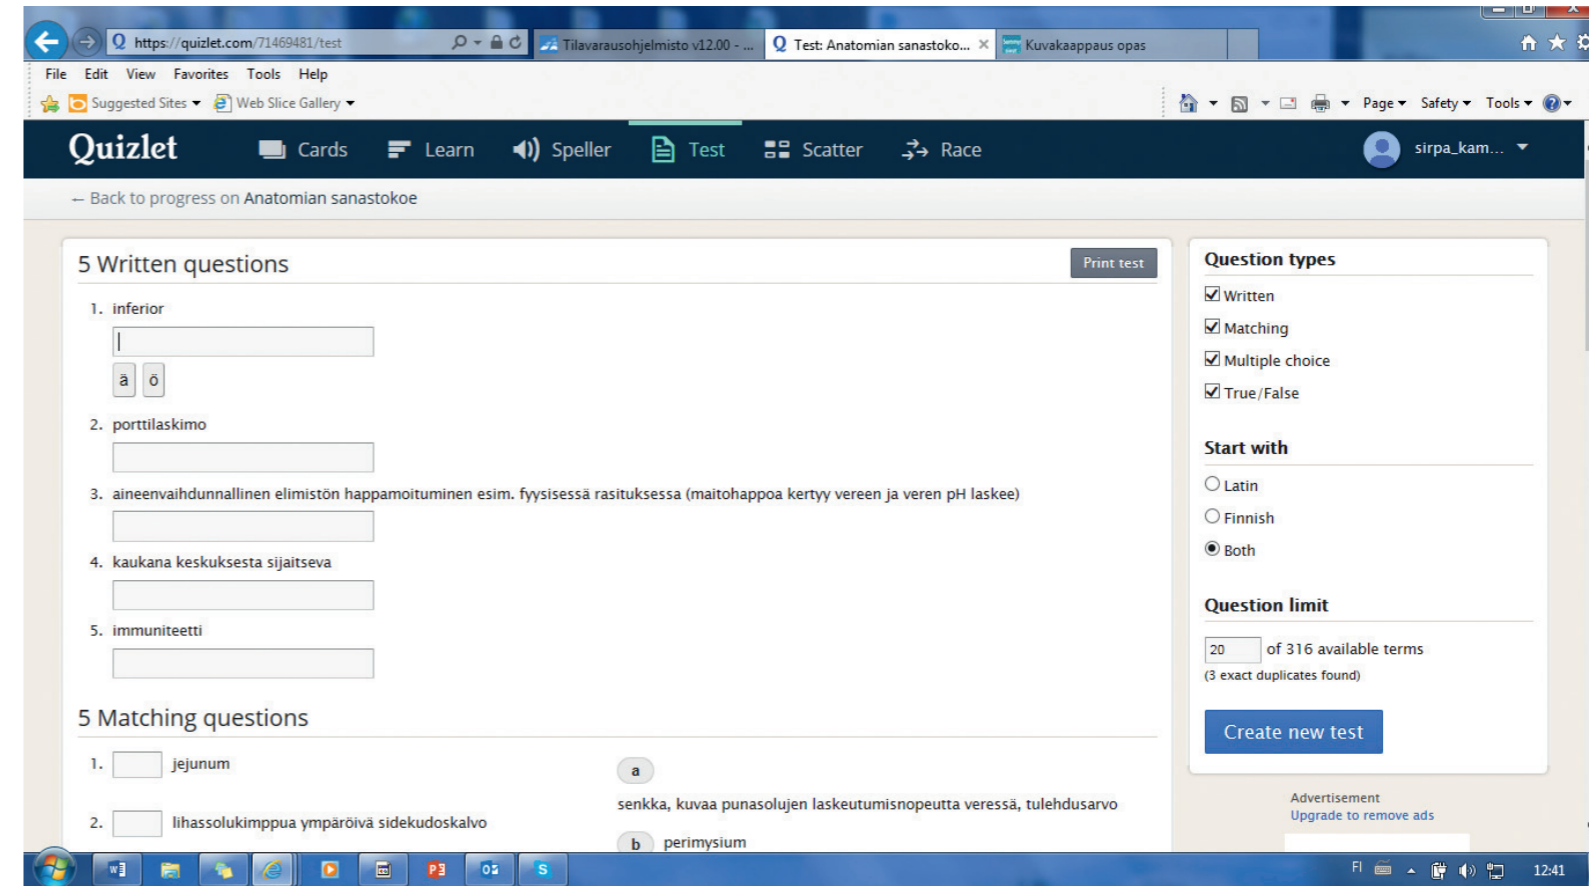 https://quizlet.com/71469481/test
Tilavarausohjelmisto v12.00 - ...
Q Test: Anatomian sanastoko...
Kuvakaappaus opas
File Edit View Favorites Tools Help
Suggested Sites Web Slice Gallery
Page Safety Tools
Quizlet Cards Learn Speller Test Scatter Race sirpa_kam...
← Back to progress on Anatomian sanastokoe
5 Written questions
Print test
1. inferior
ä ö
2. porttilaskimo
3. aineenvaihdunnallinen elimistön happamoituminen esim. fyysisessä rasituksessa (maitohappoa kertyy vereen ja veren pH laskee)
4. kaukana keskuksesta sijaitseva
5. immuniteetti
5 Matching questions
1. jejunum
2. lihassolukimppua ympäröivä sidekudoskalvo
a
senkka, kuvaa punasolujen laskeutumisnopeutta veressä, tulehdusarvo
b perimysium
Question types
Written
Matching
Multiple choice
True/False
Start with
Latin
Finnish
Both
Question limit
20 of 316 available terms
(3 exact duplicates found)
Create new test
Advertisement
Upgrade to remove ads
FI 12:41